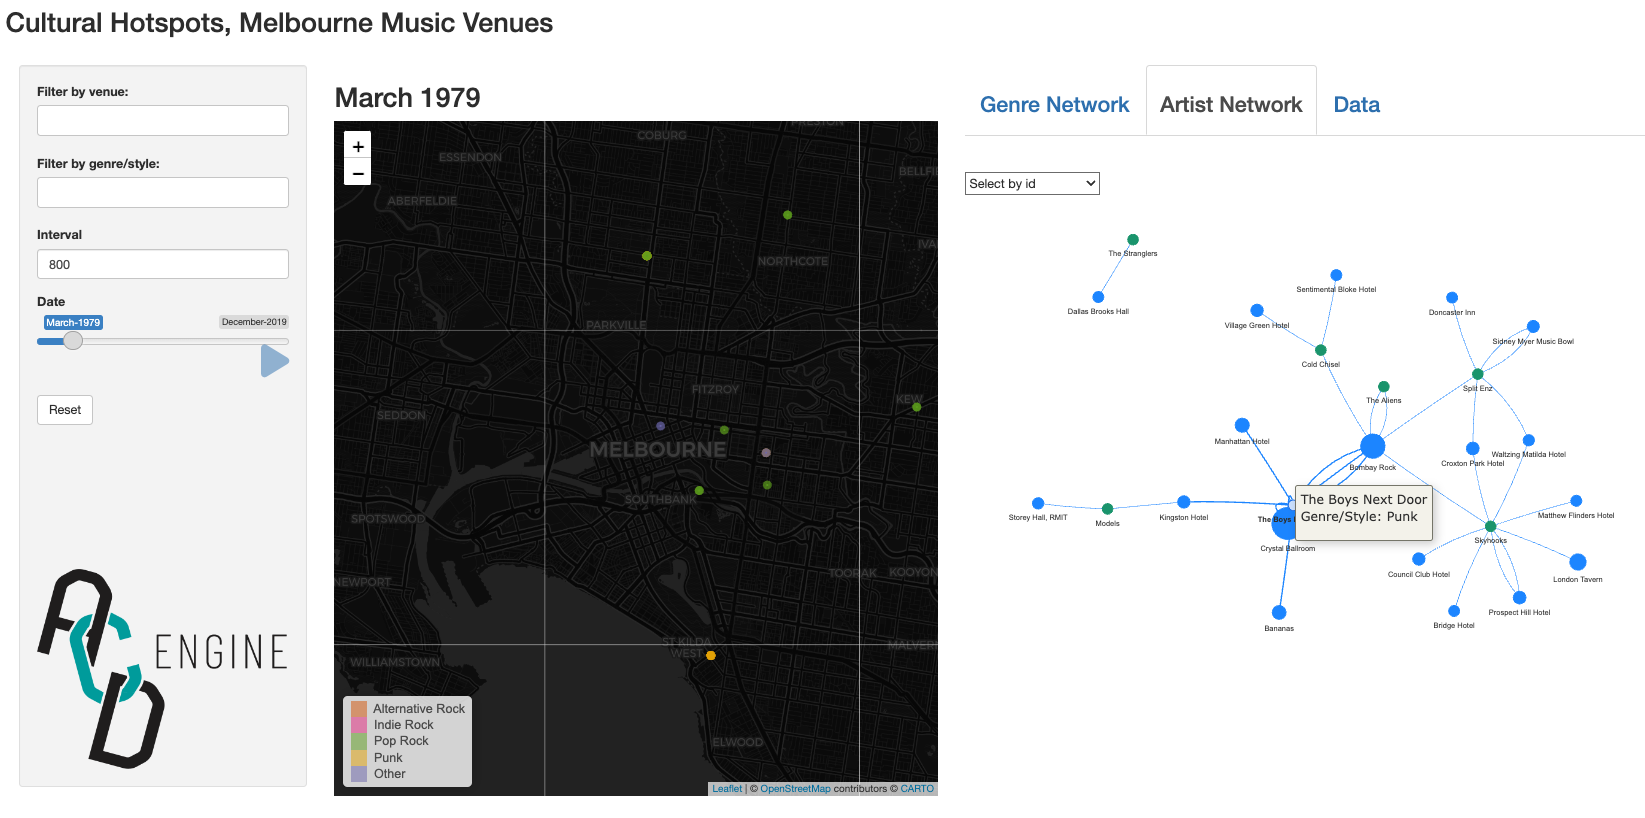 Cultural Hotspots, Melbourne Music Venues
Filter by venue:
Filter by genre/style:
Interval
800
Date
March-1979
December-2019
Reset
ACD
ENGINE
March 1979
+
−
COBURG
PRESTON
ESSENDON
BELLFI
ABERFELDIE
IVA
NORTHCOTE
PARKVILLE
FITZROY
KEW
SEDDON
MELBOURNE
SOUTHBANK
SPOTSWOOD
TOORAK
KOOYON
NEWPORT
ST KILDA
WEST
MALVERN
WILLIAMSTOWN
ELWOOD
Alternative Rock
Indie Rock
Pop Rock
Punk
Other
Leaflet | © OpenStreetMap contributors © CARTO
Genre Network
Artist Network
Data
Select by id
The Stranglers
Dallas Brooks Hall
Sentimental Bloke Hotel
Village Green Hotel
Doncaster Inn
Sidney Myer Music Bowl
Cold Chisel
Split Enz
The Aliens
Manhattan Hotel
Bombay Rock
Croxton Park Hotel
Waltzing Matilda Hotel
The Boys Next Door
Genre/Style: Punk
Storey Hall, RMIT
Models
Kingston Hotel
The Boys
Crystal Ballroom
Matthew Flinders Hotel
Skyhooks
Council Club Hotel
London Tavern
Bridge Hotel
Prospect Hill Hotel
Bananas